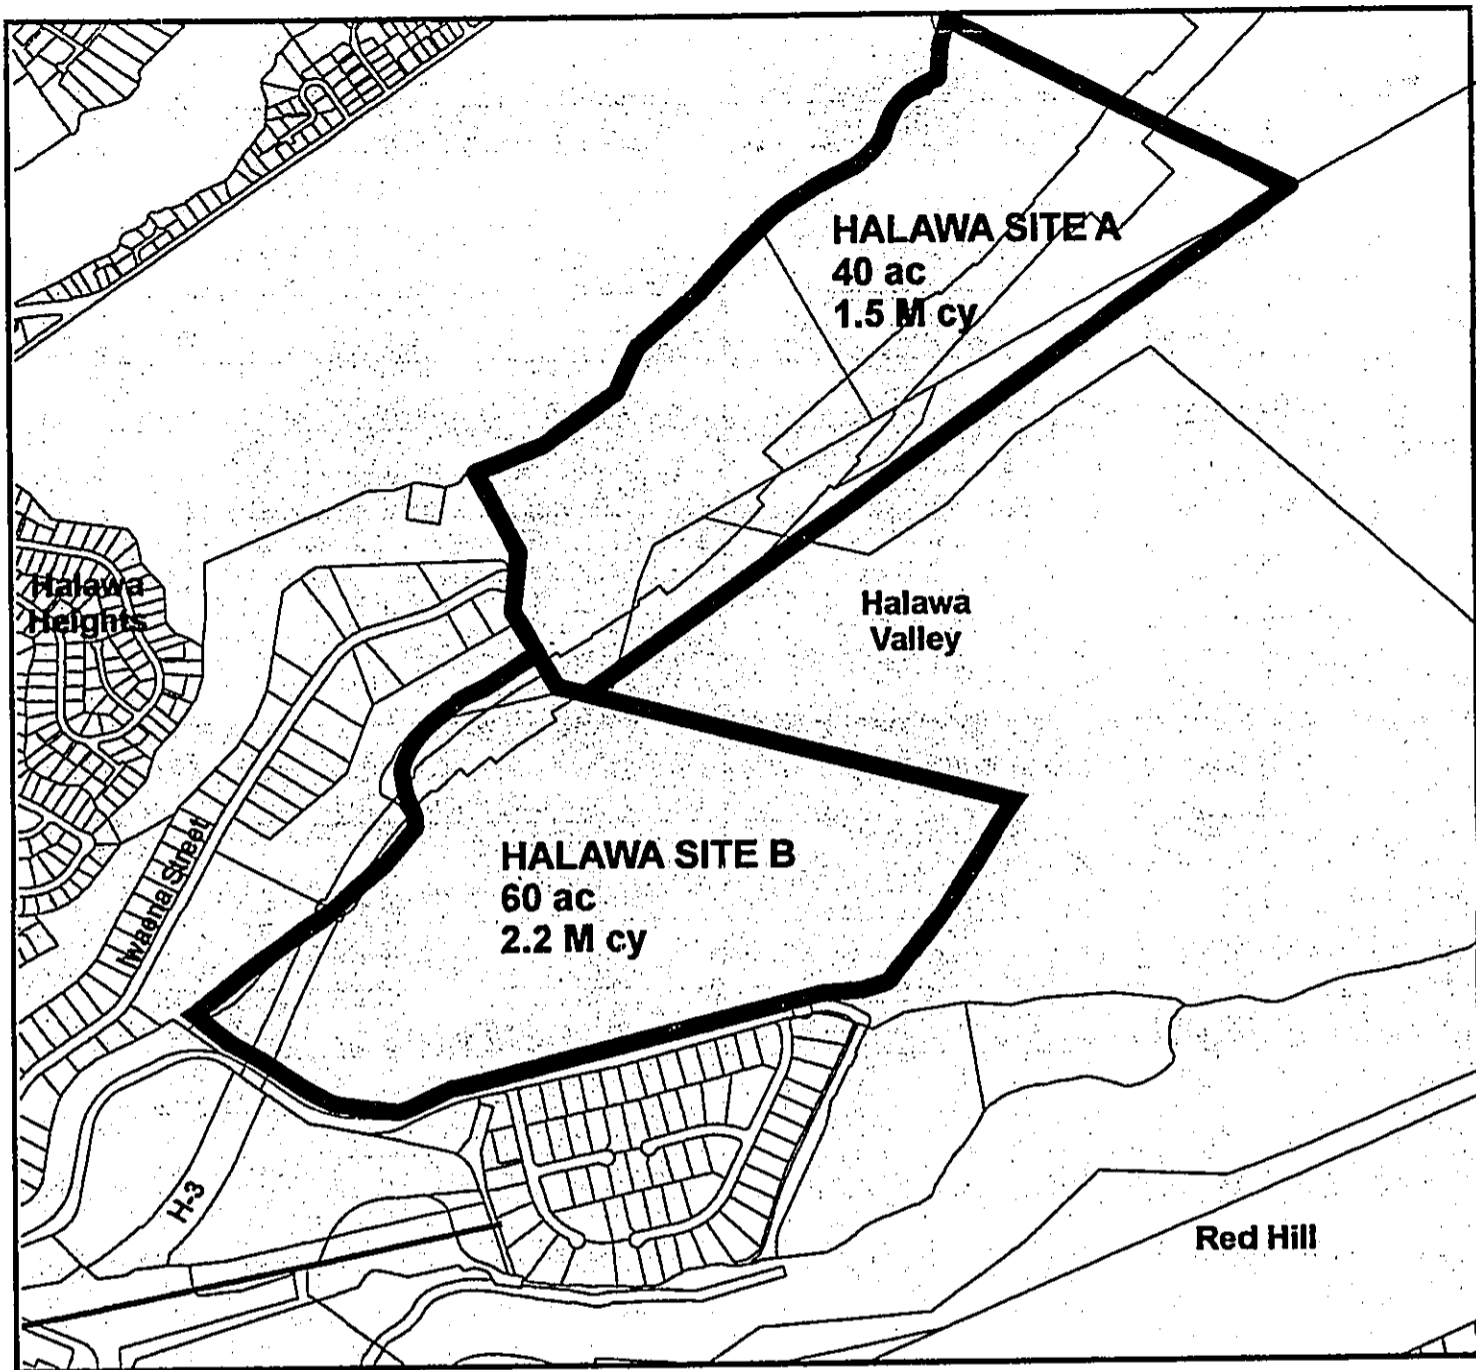 HALAWA SITE A
40 ac
1.5 M cy
Halawa
Heights
Halawa
Valley
HALAWA SITE B
60 ac
2.2 M cy
Iwaena Street
H-3
Red Hill